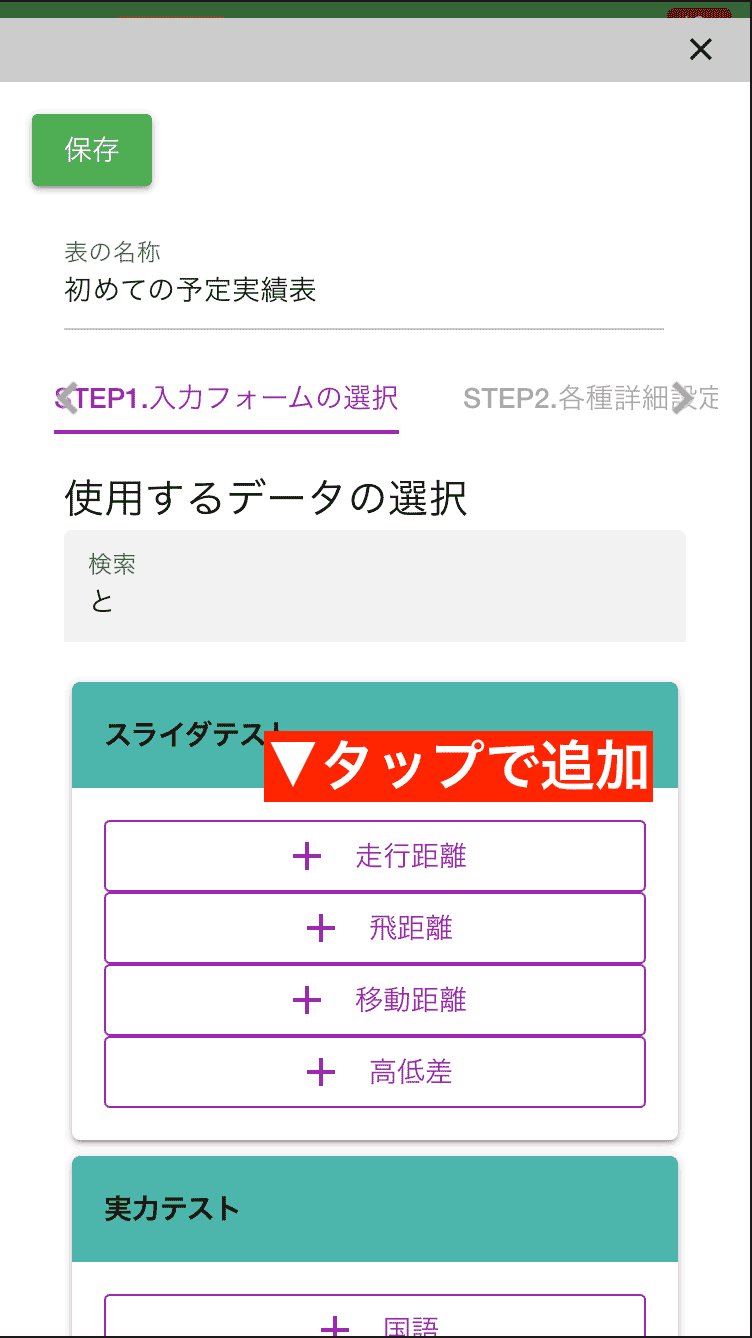 保存
表の名称
初めての予定実績表
STEP1.入力フォームの選択
STEP2.各種詳細設定
使用するデータの選択
検索
と
スライダテスト
▼タップで追加
+ 走行距離
+ 飛距離
+ 移動距離
+ 高低差
実力テスト
+ 国語